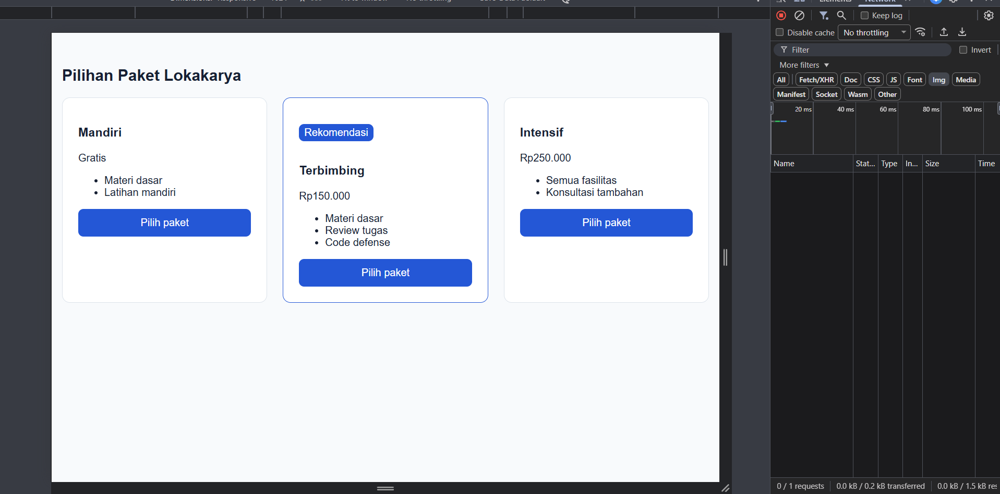 Keep log
Disable cache
No throttling
Filter
Invert
More filters
All
Fetch/XHR
Doc
CSS
JS
Font
Img
Media
Manifest
Socket
Wasm
Other
20 ms
40 ms
60 ms
80 ms
100 ms
Name
Stat...
Type
In...
Size
Time
Pilihan Paket Lokakarya
Mandiri
Gratis
Materi dasar
Latihan mandiri
Pilih paket
Rekomendasi
Terbimbing
Rp150.000
Materi dasar
Review tugas
Code defense
Pilih paket
Intensif
Rp250.000
Semua fasilitas
Konsultasi tambahan
Pilih paket
0 / 1 requests
0.0 kB / 0.2 kB transferred
0.0 kB / 1.5 kB res